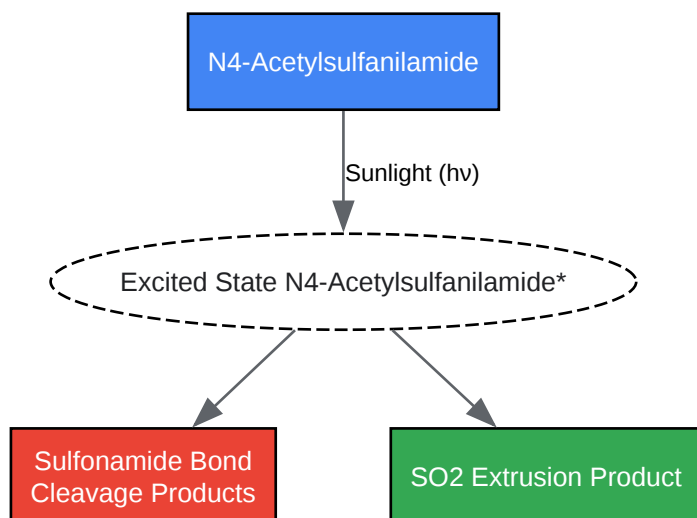 N4-Acetylsulfanilamide
Sunlight (hν)
Excited State N4-Acetylsulfanilamide*
Sulfonamide Bond
Cleavage Products
SO2 Extrusion Product